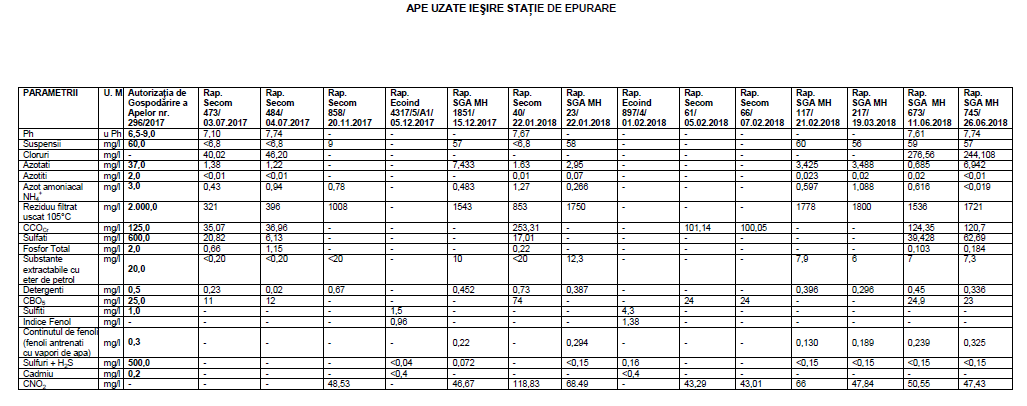 APE UZATE IEŞIRE STAȚIE DE EPURARE
PARAMETRII U. M Autorizaţia de Gospodărire a Apelor nr. 296/2017 Rap. Secom 473/ 03.07.2017 Rap. Secom 484/ 04.07.2017 Rap. Secom 858/ 20.11.2017 Rap. Ecoind 4317/5/A1/ 05.12.2017 Rap. SGA MH 1851/ 15.12.2017 Rap. Secom 40/ 22.01.2018 Rap. SGA MH 23/ 22.01.2018 Rap. Ecoind 897/4/ 01.02.2018 Rap. Secom 61/ 05.02.2018 Rap. Secom 66/ 07.02.2018 Rap. SGA MH 117/ 21.02.2018 Rap. SGA MH 217/ 19.03.2018 Rap. SGA MH 673/ 11.06.2018 Rap. SGA MH 745/ 26.06.2018
Ph u Ph 6,5-9,0 7,10 7,74 - - - 7,67 - - - - - - 7,61 7,74
Suspensii mg/l 60,0 <6,8 <6,8 9 - 57 <6,8 58 - - - 60 56 59 57
Cloruri mg/l - 40,02 46,20 - - - - - - - - - - 276,56 244,108
Azotati mg/l 37,0 1,38 1,22 - - 7,433 1,63 2,95 - - - 3,425 3,488 0,685 6,942
Azotiti mg/l 2,0 <0,01 <0,01 - - - 0,01 0,07 - - - 0,023 0,02 0,02 <0,01
Azot amoniacal NH₄⁺ mg/l 3,0 0,43 0,94 0,78 - 0,483 1,27 0,266 - - - 0,597 1,088 0,616 <0,019
Reziduu filtrat uscat 105°C mg/l 2.000,0 321 396 1008 - 1543 853 1750 - - - 1778 1800 1536 1721
CCOCr mg/l 125,0 35,07 36,96 - - - 253,31 - - 101,14 100,05 - - 124,35 120,7
Sulfati mg/l 600,0 20,82 6,13 - - - 17,01 - - - - - - 39,428 62,69
Fosfor Total mg/l 2,0 0,66 1,15 - - - 0,22 - - - - - - 0,103 0,184
Substante extractabile cu eter de petrol mg/l 20,0 <0,20 <0,20 <20 - 10 <20 12,3 - - - 7,9 6 7 7,3
Detergenti mg/l 0,5 0,23 0,02 0,67 - 0,452 0,73 0,387 - - - 0,396 0,296 0,45 0,336
CBO₅ mg/l 25,0 11 12 - - - 74 - - 24 24 - - 24,9 23
Sulfiti mg/l 1,0 - - - 1,5 - - - 4,3 - - - - - -
Indice Fenol mg/l - - - - 0,96 - - - 1,38 - - - - - -
Continutul de fenoli (fenoli antrenati cu vapori de apa) mg/l 0,3 - - - - 0,22 - 0,294 - - - 0,130 0,189 0,239 0,325
Sulfuri + H₂S mg/l 500,0 - - - <0,04 0,072 - <0,15 0,16 - - <0,15 <0,15 <0,15 <0,15
Cadmiu mg/l 0,2 - - - <0,4 - - - <0,4 - - - - - -
CNO₂ mg/l - - - 48,53 - 46,67 118,83 68.49 - 43,29 43,01 66 47,84 50,55 47,43